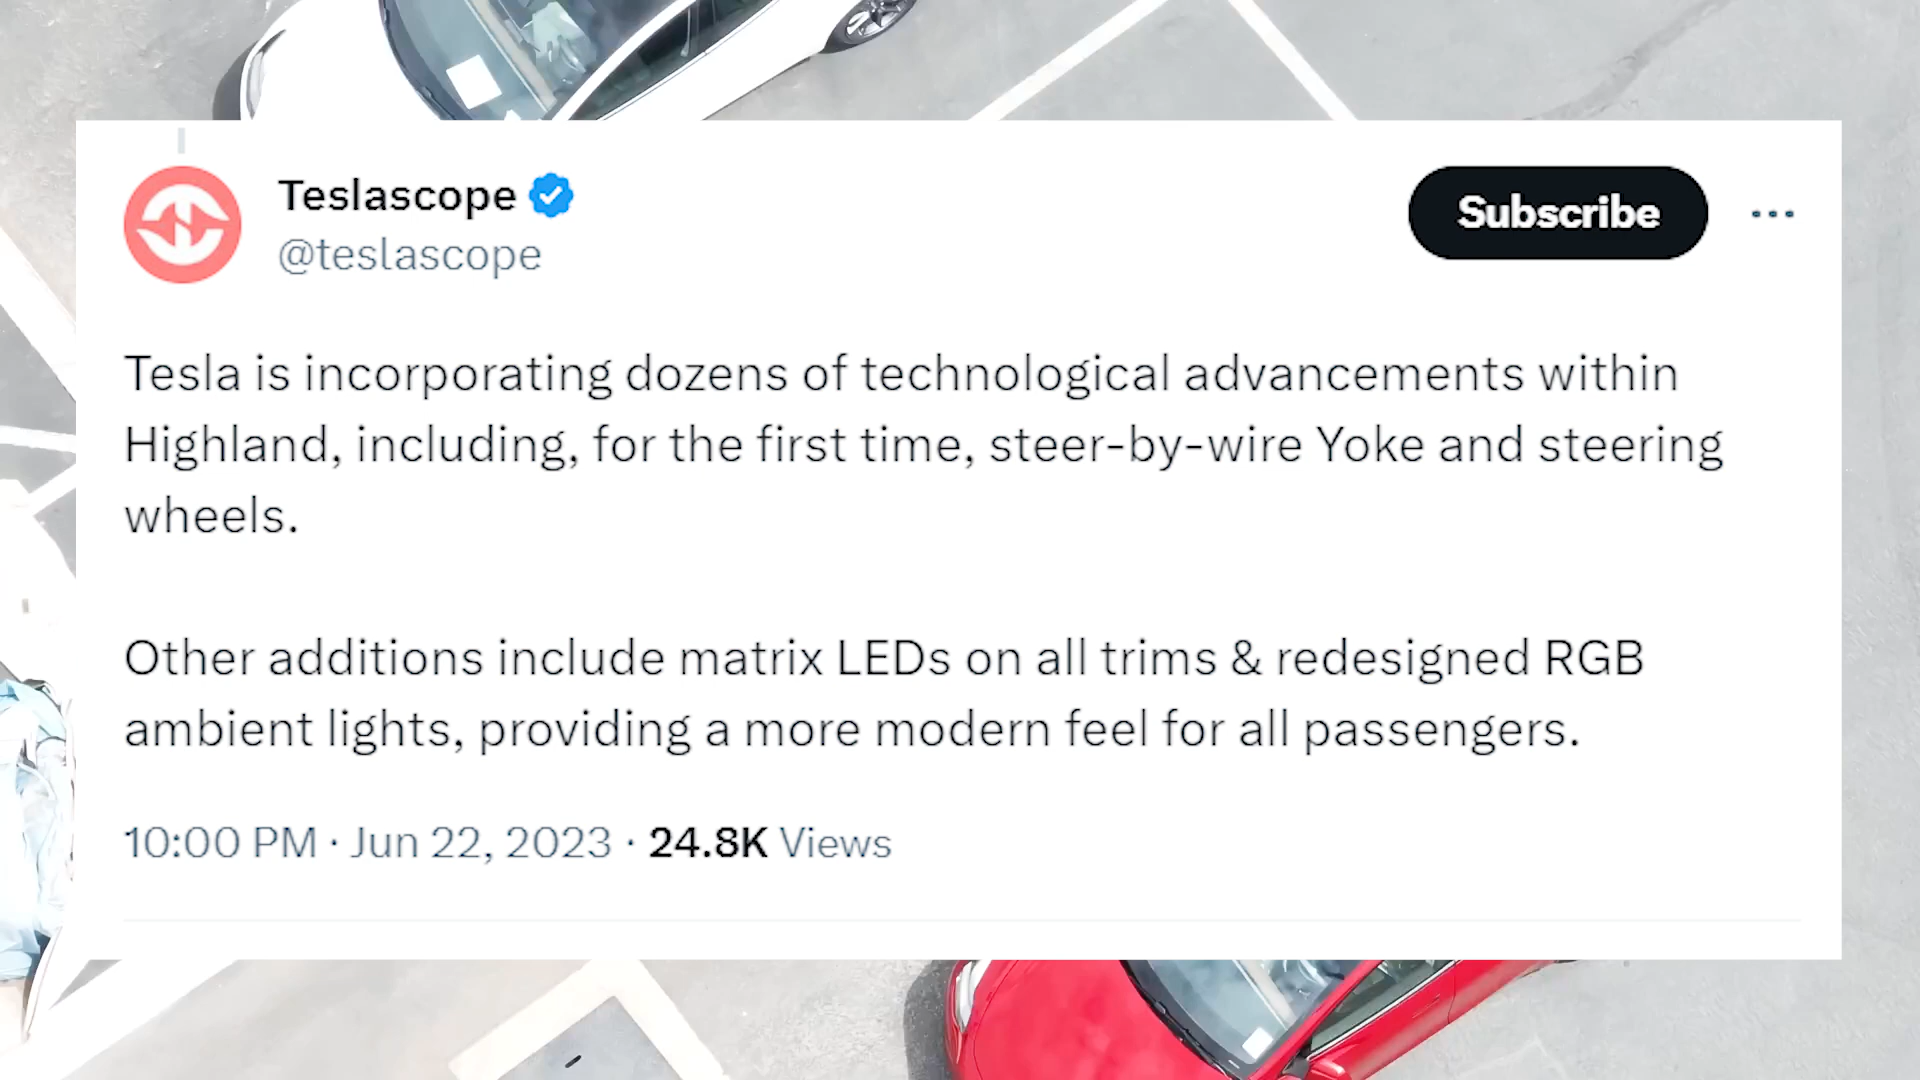 Teslascope
@teslascope
Subscribe
Tesla is incorporating dozens of technological advancements within
Highland, including, for the first time, steer-by-wire Yoke and steering
wheels.
Other additions include matrix LEDs on all trims & redesigned RGB
ambient lights, providing a more modern feel for all passengers.
10:00 PM · Jun 22, 2023 · 24.8K Views